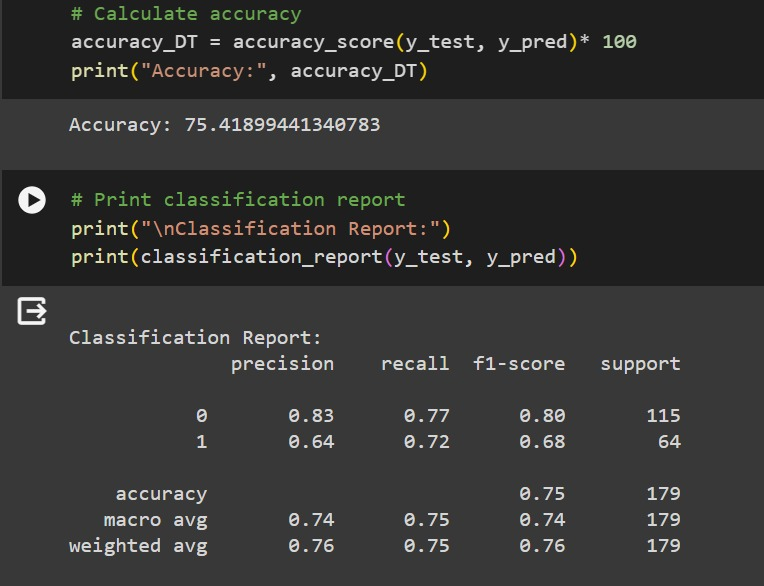 # Calculate accuracy
accuracy_DT = accuracy_score(y_test, y_pred)* 100
print("Accuracy:", accuracy_DT)
Accuracy: 75.41899441340783
# Print classification report
print("\nClassification Report:")
print(classification_report(y_test, y_pred))
Classification Report:
precision recall f1-score support
0 0.83 0.77 0.80 115
1 0.64 0.72 0.68 64
accuracy 0.75 179
macro avg 0.74 0.75 0.74 179
weighted avg 0.76 0.75 0.76 179